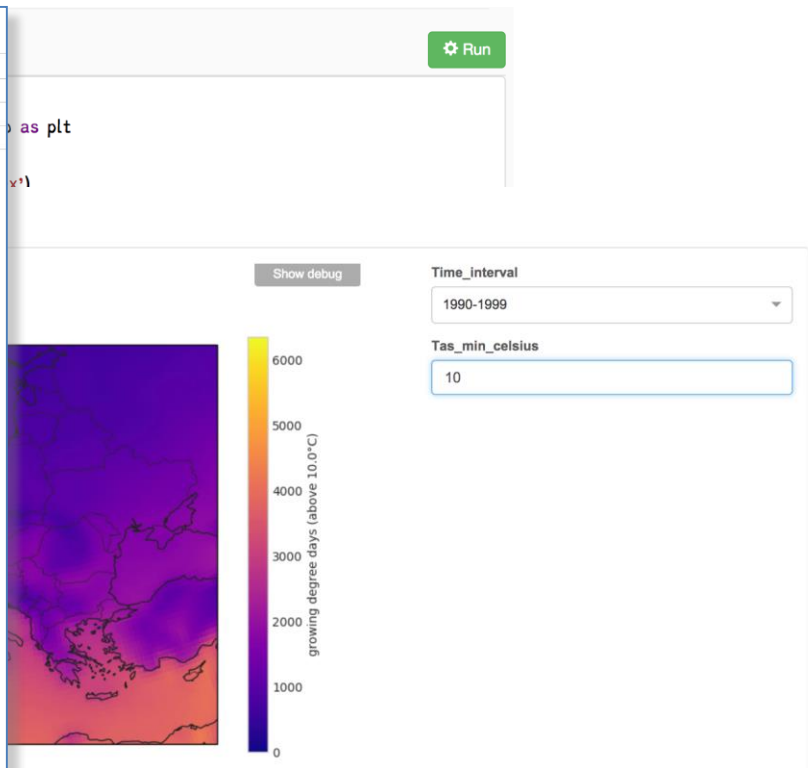 Run
as plt
x')
Show debug
Time_interval
1990-1999
Tas_min_celsius
10
6000
5000
4000
3000
2000
1000
0
growing degree days (above 10.0°C)